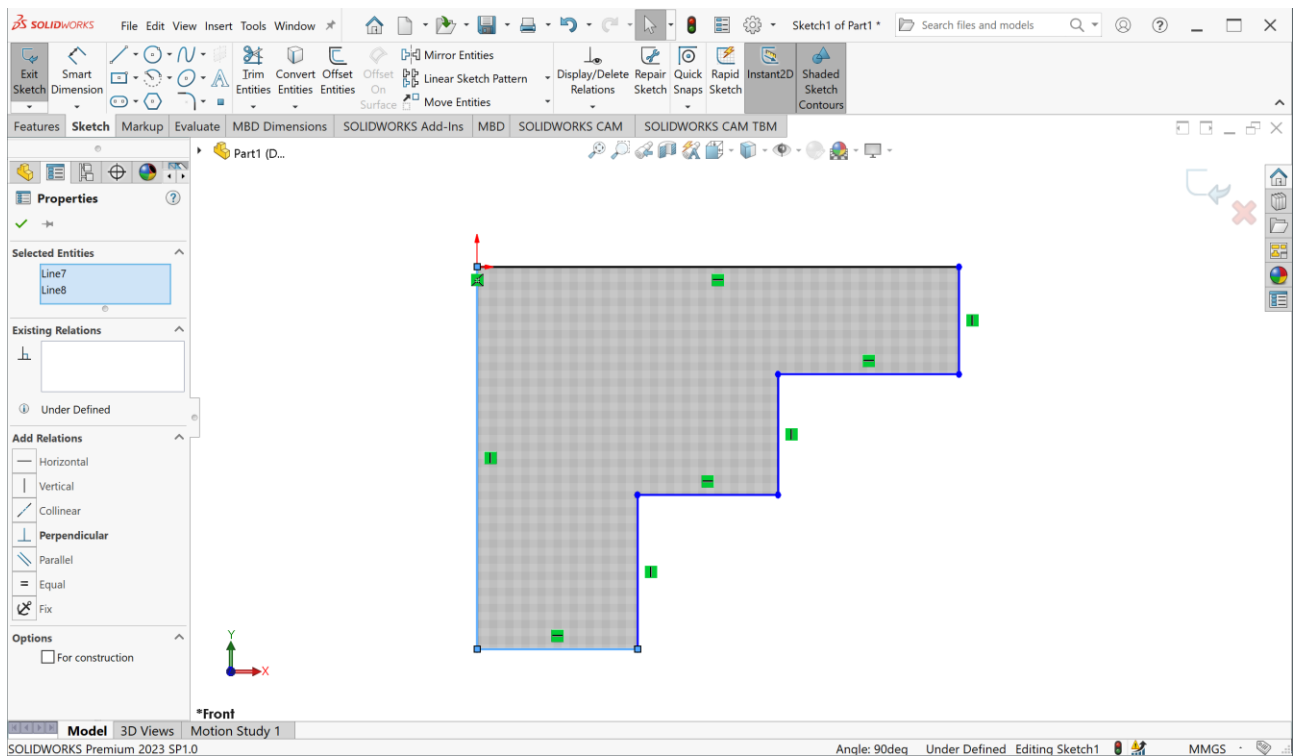 SOLIDWORKS File Edit View Insert Tools Window Sketch1 of Part1 * Search files and models
Exit Sketch
Smart Dimension
Trim Entities
Convert Entities
Offset Entities
Offset On Surface
Mirror Entities
Linear Sketch Pattern
Move Entities
Display/Delete Relations
Repair Sketch
Quick Snaps
Rapid Sketch
Instant2D
Shaded Sketch Contours
Features Sketch Markup Evaluate MBD Dimensions SOLIDWORKS Add-Ins MBD SOLIDWORKS CAM SOLIDWORKS CAM TBM
Part1 (D...
Properties
Selected Entities
Line7
Line8
Existing Relations
Under Defined
Add Relations
Horizontal
Vertical
Collinear
Perpendicular
Parallel
Equal
Fix
Options
For construction
Y
X
*Front
Model 3D Views Motion Study 1
SOLIDWORKS Premium 2023 SP1.0 Angle: 90deg Under Defined Editing Sketch1 MMGS